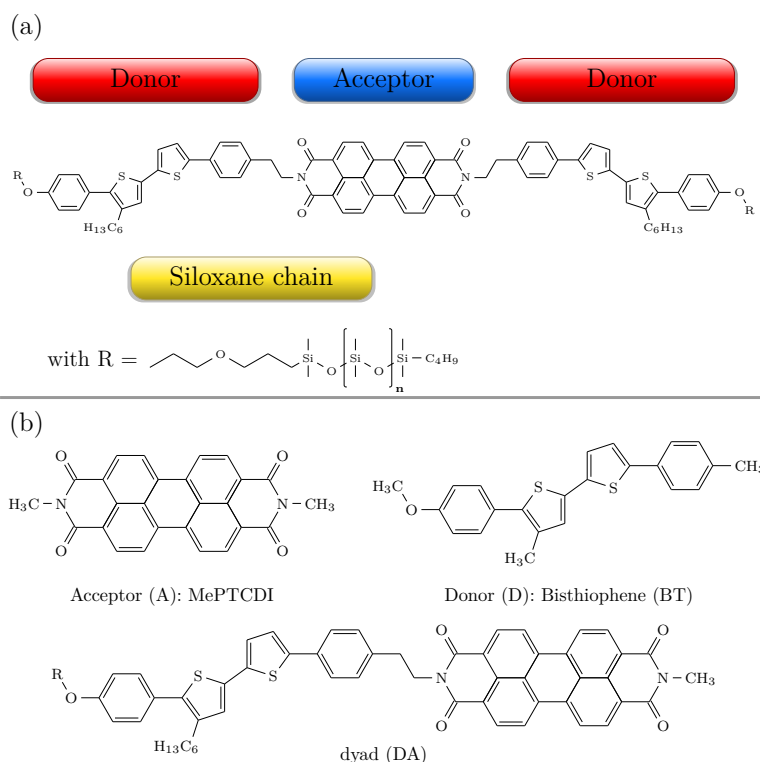 (a)
Donor Acceptor Donor
O O
S S N N S S
R O O O O R
H13C6 C6H13
Siloxane chain
with R = O Si O Si O Si C4H9
n
(b)
O O
H3C N N CH3
O O
Acceptor (A): MePTCDI
H3C O S S CH3
H3C
Donor (D): Bisthiophene (BT)
R O S S O O
N N CH3
H13C6 O O
dyad (DA)